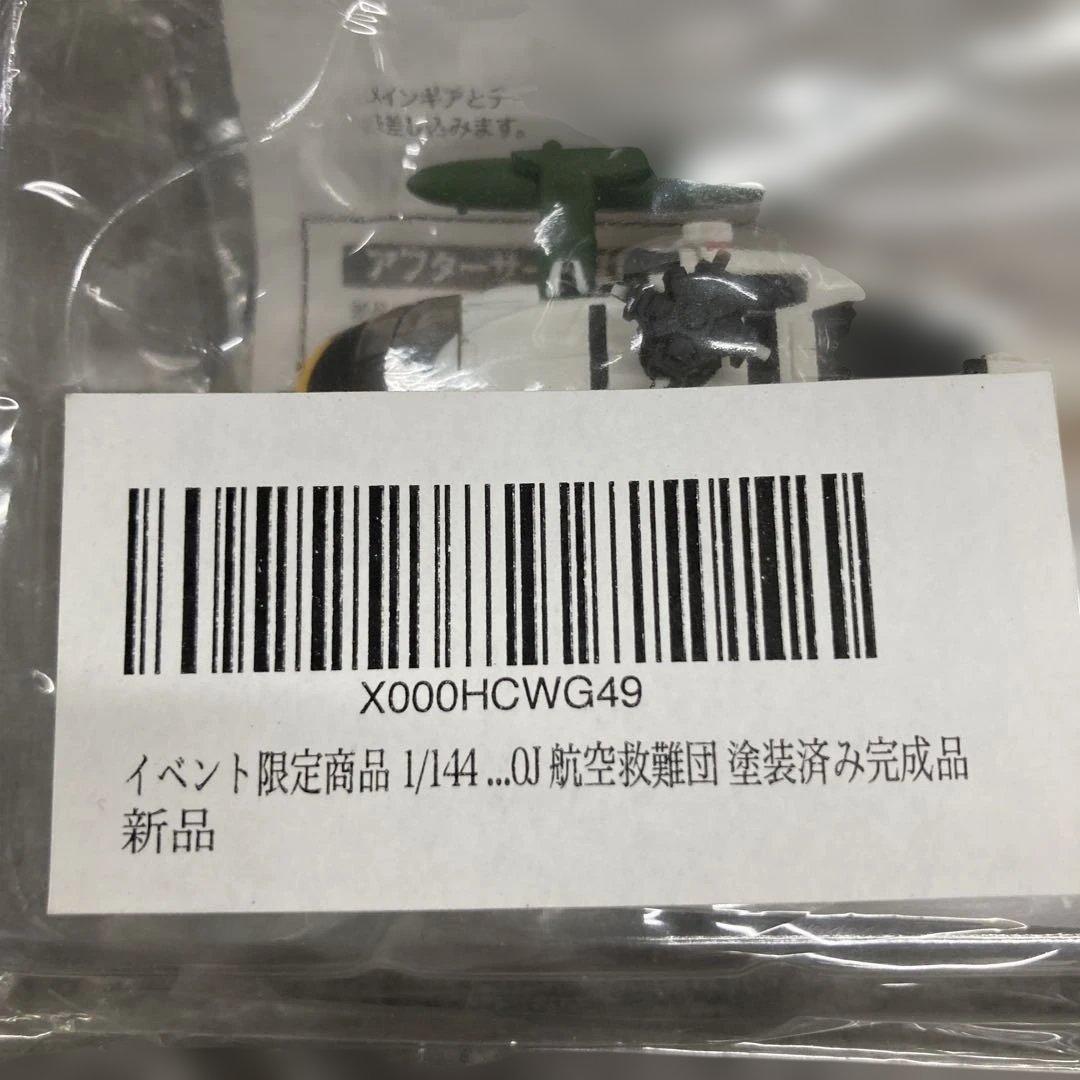 メインギアとテー
差し込みます。
アフターサー
X000HCWG49
イベント限定商品 1/144 ...0J 航空救難団 塗装済み完成品
新品